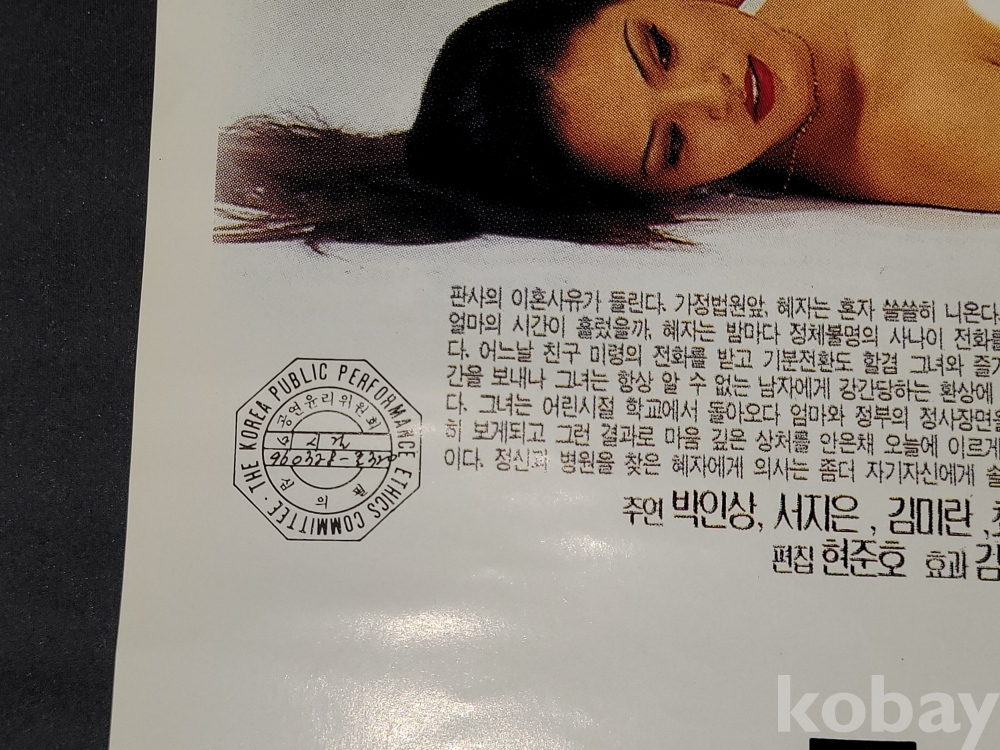 판사의 이혼사유가 들린다. 가정법원앞, 혜자는 혼자 쓸쓸히 나온다
얼마의 시간이 흘렀을까, 혜자는 밤마다 정체불명의 사나이 전화를
다. 어느날 친구 미령의 전화를 받고 기분전환도 할겸 그녀와 즐거
간을 보내나 그녀는 항상 알 수 없는 남자에게 강간당하는 환상에
다. 그녀는 어린시절 학교에서 돌아오다 엄마와 정부의 정사장면을
히 보게되고 그런 결과로 마음 깊은 상처를 안은채 오늘에 이르게
이다. 정신과 병원을 찾은 혜자에게 의사는 좀더 자기자신에게 솔
주연 박인상, 서지은, 김미란,
편집 현준호 효과 김
THE KOREA PUBLIC PERFORMANCE ETHICS COMMITTEE
공연윤리위원회
심의
kobay